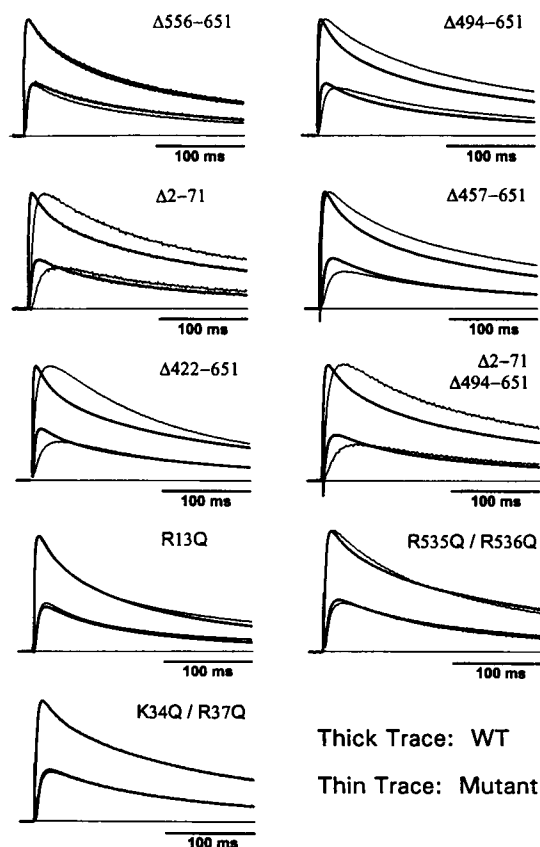 Δ556–651
100 ms
Δ494–651
100 ms
Δ2–71
100 ms
Δ457–651
100 ms
Δ422–651
100 ms
Δ2–71
Δ494–651
100 ms
R13Q
100 ms
R535Q / R536Q
100 ms
K34Q / R37Q
100 ms
Thick Trace: WT
Thin Trace: Mutant